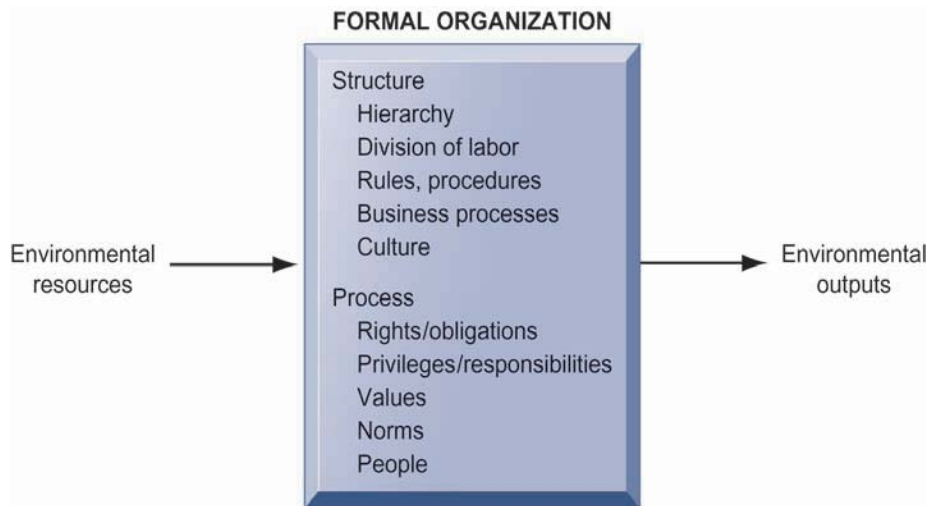 FORMAL ORGANIZATION
Structure
Hierarchy
Division of labor
Rules, procedures
Business processes
Culture
Environmental
resources
Environmental
outputs
Process
Rights/obligations
Privileges/responsibilities
Values
Norms
People